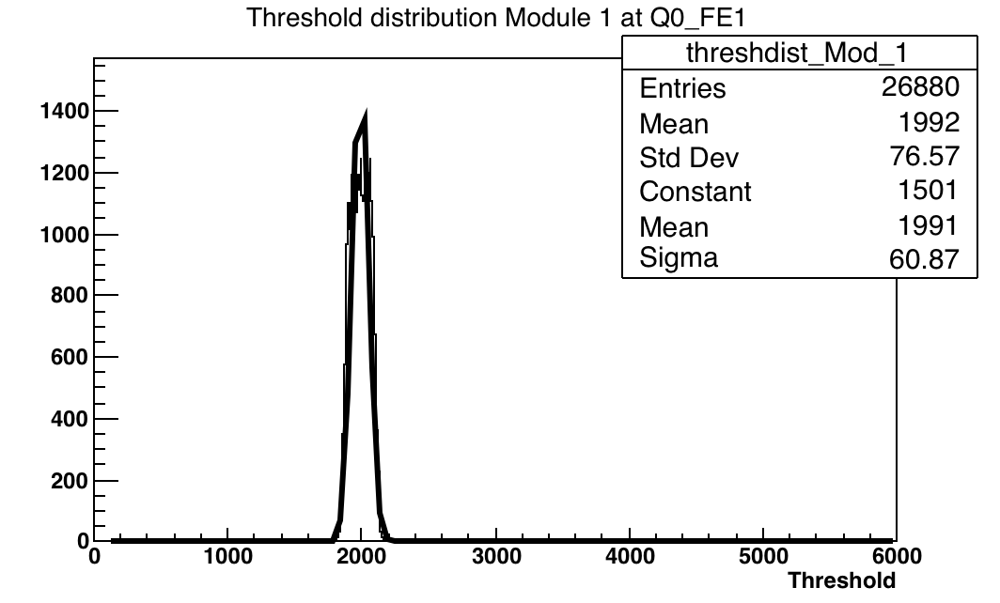 Threshold distribution Module 1 at Q0_FE1
threshdist_Mod_1
Entries 26880
Mean 1992
Std Dev 76.57
Constant 1501
Mean 1991
Sigma 60.87
1400
1200
1000
800
600
400
200
0
0 1000 2000 3000 4000 5000 6000
Threshold